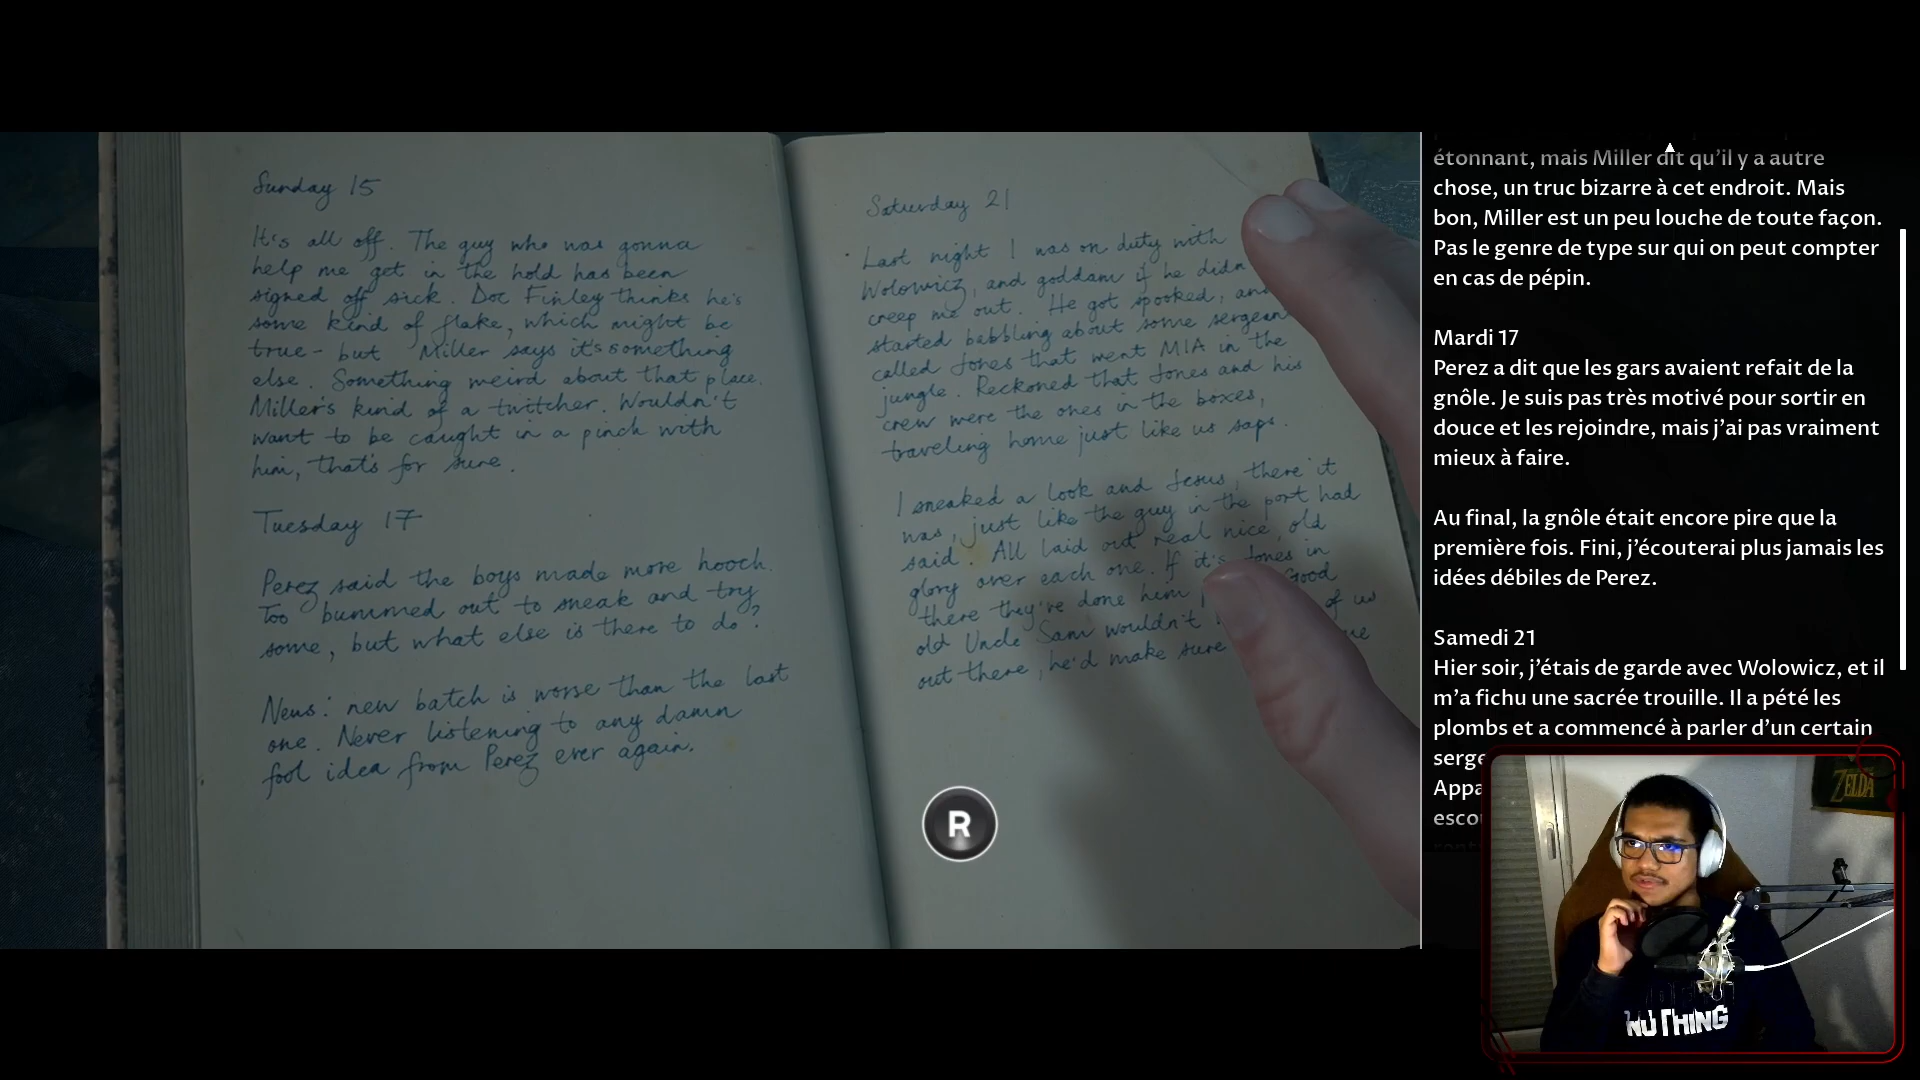 Sunday 15
It's all off. The guy who was gonna
help me get in the hold has been
signed off sick. Doc Finley thinks he's
some kind of flake, which might be
true - but Miller says it's something
else. Something weird about that place.
Miller's kind of a twitcher. Wouldn't
want to be caught in a pinch with
him, that's for sure.
Tuesday 17
Perez said the boys made more hooch.
Too bummed out to sneak and try
some, but what else is there to do?
News: new batch is worse than the last
one. Never listening to any damn
fool idea from Perez ever again.
Saturday 21
Last night I was on duty with
Wolowicz, and goddam if he didn
creep me out. He got spooked, and
started babbling about some sergean
called Jones that went MIA in the
jungle. Reckoned that Jones and his
crew were the ones in the boxes,
traveling home just like us saps.
I sneaked a look and Jesus, there it
was, just like the guy in the port had
said. All laid out real nice, old
glory over each one. If it's Jones in
there they've done him Good
old Uncle Sam wouldn't of us
out there, he'd make sure
R
étonnant, mais Miller dit qu'il y a autre
chose, un truc bizarre à cet endroit. Mais
bon, Miller est un peu louche de toute façon.
Pas le genre de type sur qui on peut compter
en cas de pépin.
Mardi 17
Perez a dit que les gars avaient refait de la
gnôle. Je suis pas très motivé pour sortir en
douce et les rejoindre, mais j'ai pas vraiment
mieux à faire.
Au final, la gnôle était encore pire que la
première fois. Fini, j'écouterai plus jamais les
idées débiles de Perez.
Samedi 21
Hier soir, j'étais de garde avec Wolowicz, et il
m'a fichu une sacrée trouille. Il a pété les
plombs et a commencé à parler d'un certain
serge
Appa
escou
ZELDA
NOTHING